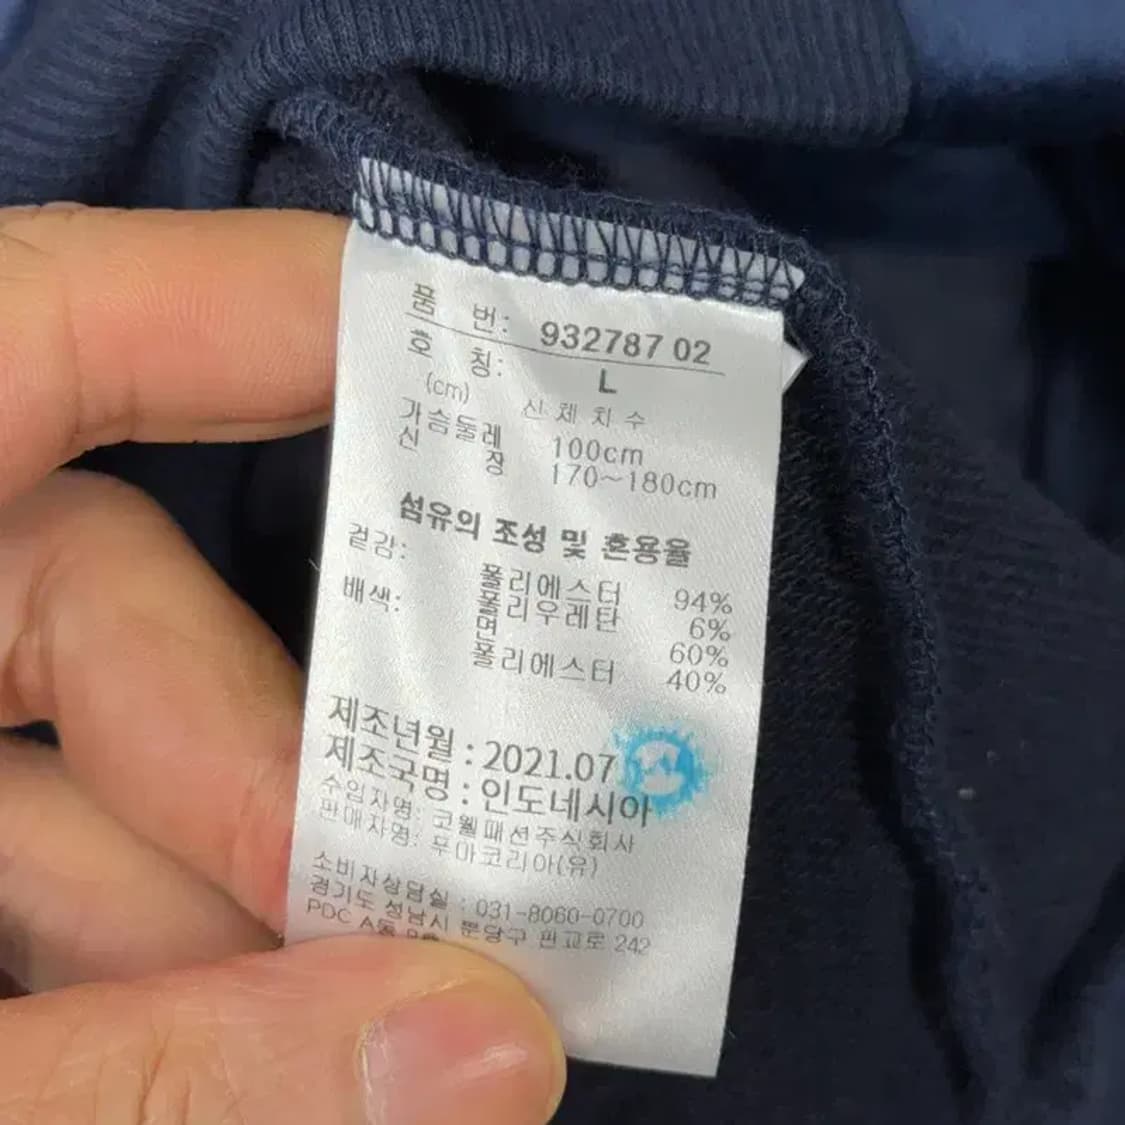 품 번: 932787 02
호 칭: L
(cm) 신 체 치 수
가슴둘레 100cm
신 장 170~180cm
섬유의 조성 및 혼용율
겉감: 폴리에스터 94%
폴리우레탄 6%
배색: 면 60%
폴리에스터 40%
제조년월 : 2021.07
제조국명 : 인도네시아
수입자명: 코웰패션주식회사
판매자명: 푸마코리아(유)
소비자상담실 : 031-8060-0700
경기도 성남시 분당구 판교로 242
PDC A동